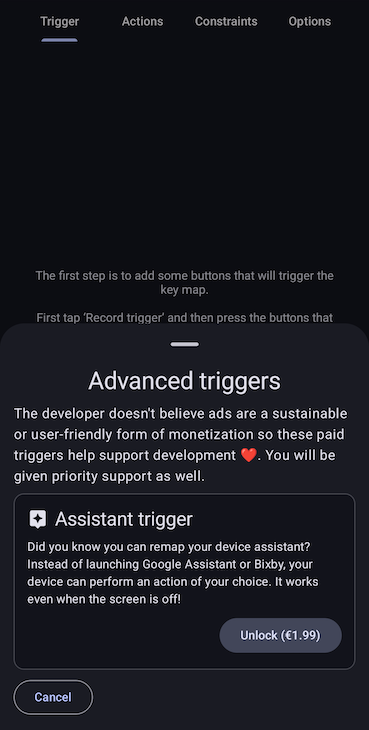 Trigger Actions Constraints Options
The first step is to add some buttons that will trigger the
key map.
First tap ‘Record trigger’ and then press the buttons that
Advanced triggers
The developer doesn't believe ads are a sustainable
or user-friendly form of monetization so these paid
triggers help support development ❤️. You will be
given priority support as well.
Assistant trigger
Did you know you can remap your device assistant?
Instead of launching Google Assistant or Bixby, your
device can perform an action of your choice. It works
even when the screen is off!
Unlock (€1.99)
Cancel